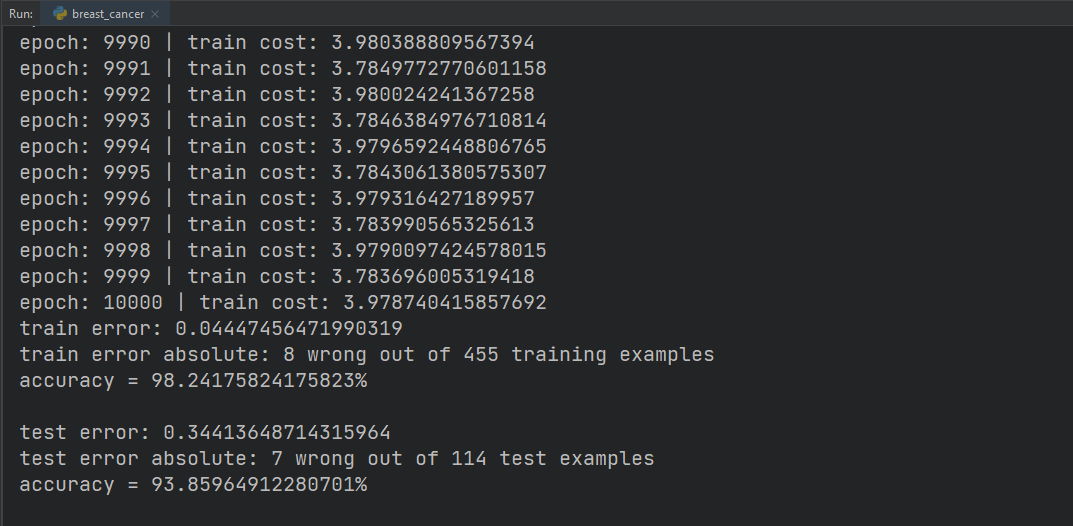 Run: breast_cancer ×
epoch: 9990 | train cost: 3.980388809567394
epoch: 9991 | train cost: 3.7849772770601158
epoch: 9992 | train cost: 3.980024241367258
epoch: 9993 | train cost: 3.7846384976710814
epoch: 9994 | train cost: 3.9796592448806765
epoch: 9995 | train cost: 3.7843061380575307
epoch: 9996 | train cost: 3.979316427189957
epoch: 9997 | train cost: 3.783990565325613
epoch: 9998 | train cost: 3.9790097424578015
epoch: 9999 | train cost: 3.783696005319418
epoch: 10000 | train cost: 3.978740415857692
train error: 0.04447456471990319
train error absolute: 8 wrong out of 455 training examples
accuracy = 98.24175824175823%
test error: 0.34413648714315964
test error absolute: 7 wrong out of 114 test examples
accuracy = 93.85964912280701%